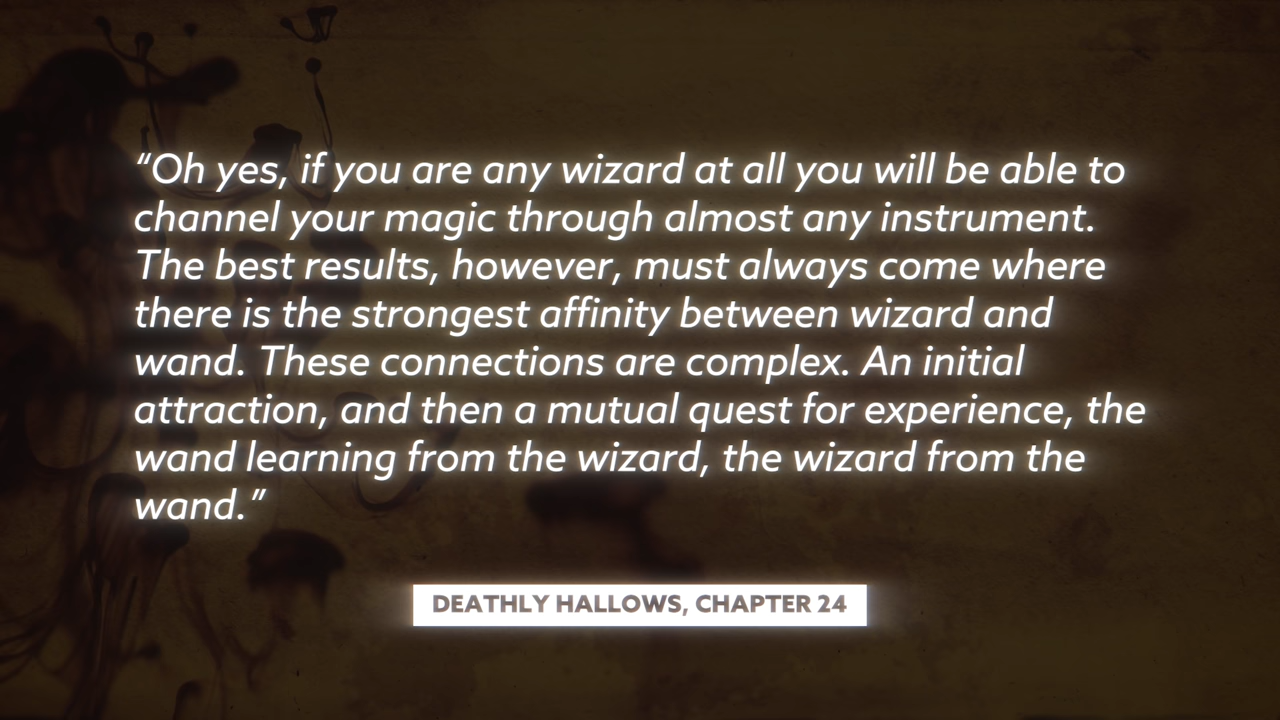 “Oh yes, if you are any wizard at all you will be able to
channel your magic through almost any instrument.
The best results, however, must always come where
there is the strongest affinity between wizard and
wand. These connections are complex. An initial
attraction, and then a mutual quest for experience, the
wand learning from the wizard, the wizard from the
wand.”
DEATHLY HALLOWS, CHAPTER 24